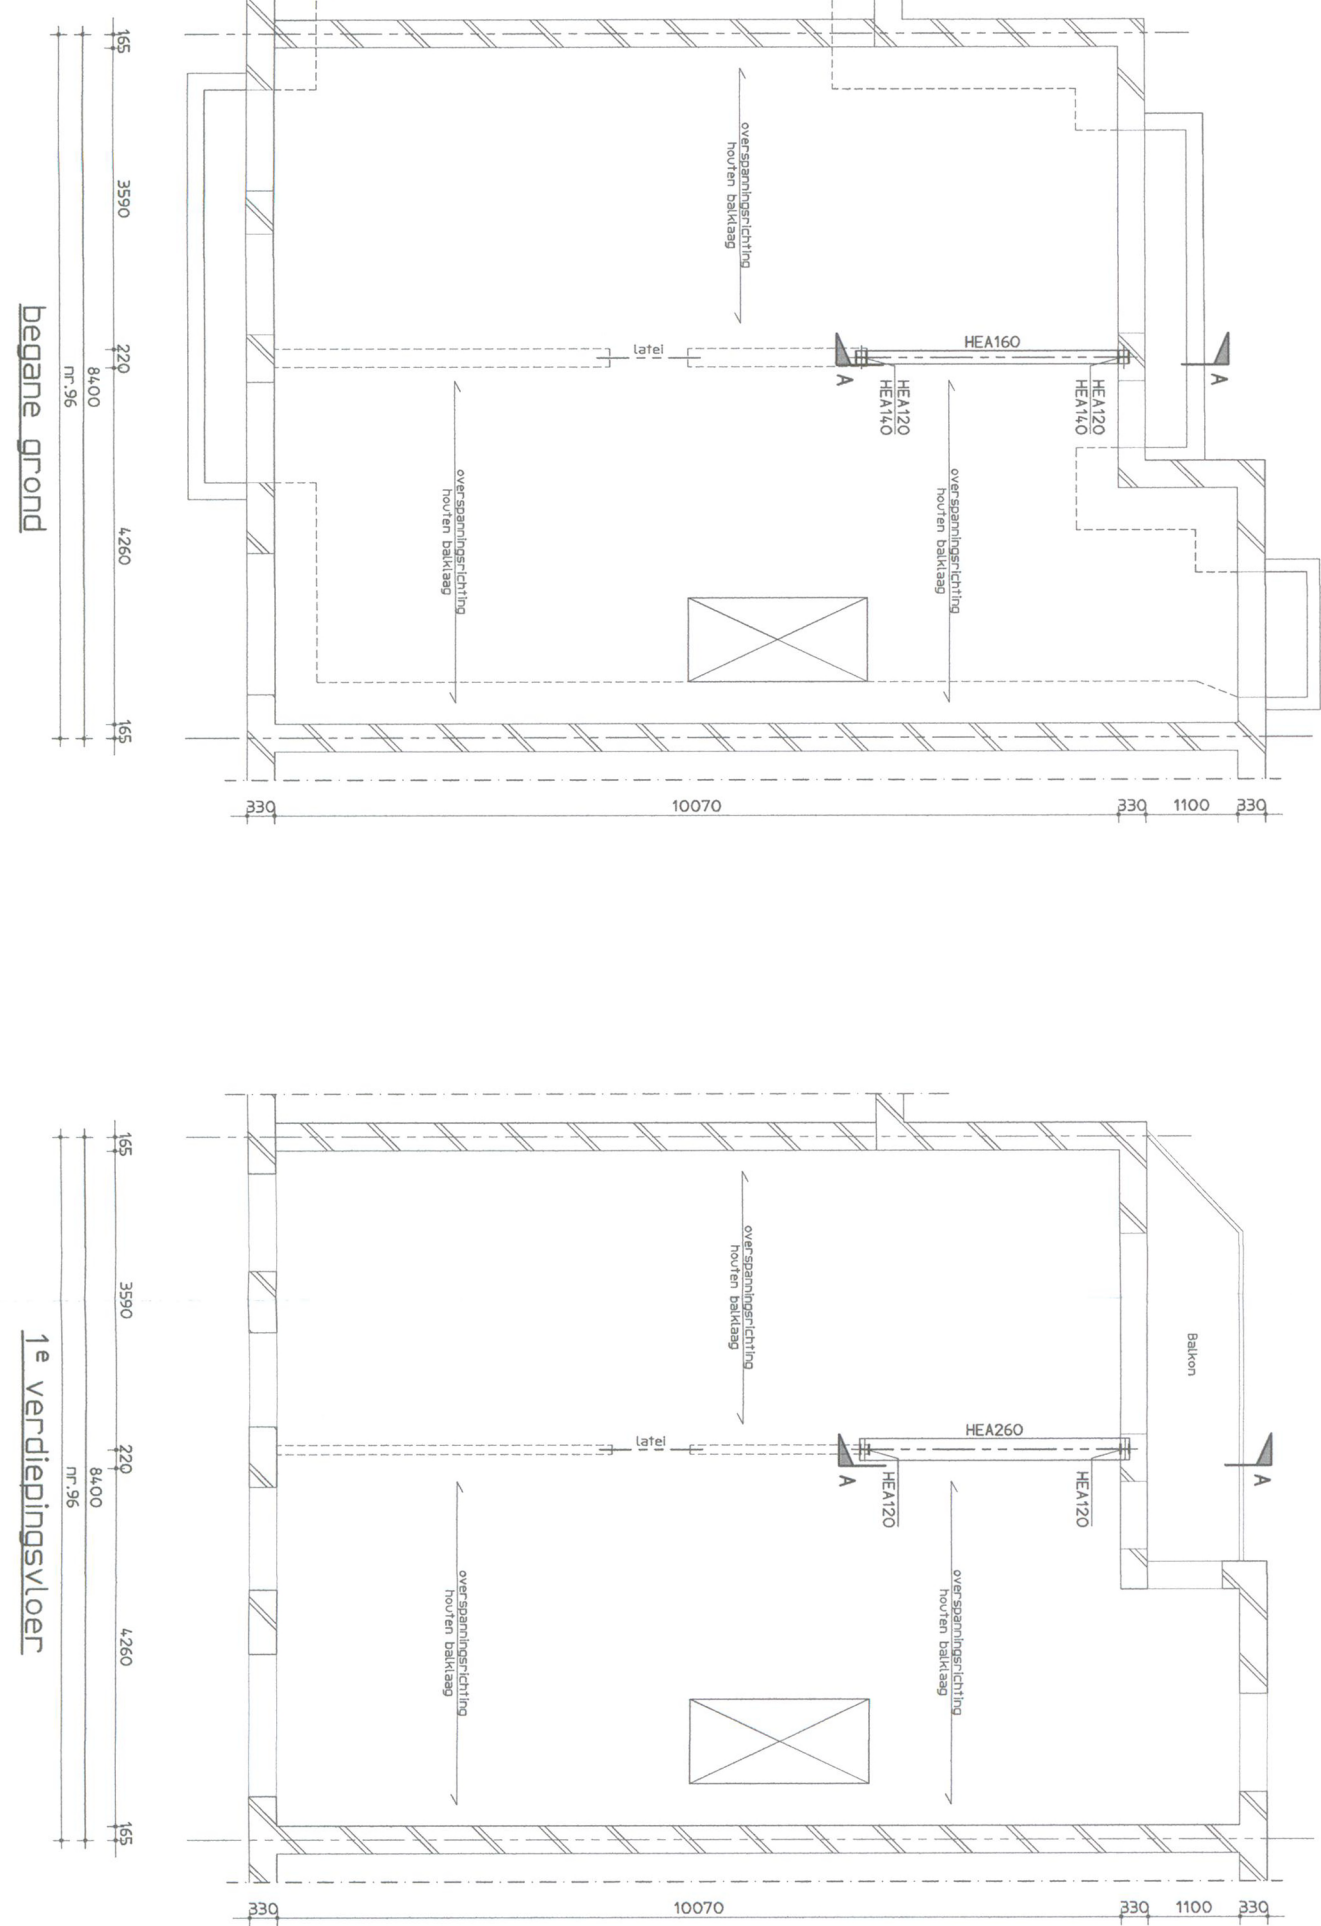 165
3590
220
4260
165
8400
nr.96
begane grond
overspanningsrichting
houten balklaag
latei
HEA160
A
A
HEA120
HEA140
HEA120
HEA140
overspanningsrichting
houten balklaag
overspanningsrichting
houten balklaag
330
10070
330
1100
330
165
3590
220
4260
165
8400
nr.96
1e verdiepingsvloer
overspanningsrichting
houten balklaag
Balkon
latei
HEA260
A
A
HEA120
HEA120
overspanningsrichting
houten balklaag
overspanningsrichting
houten balklaag
330
10070
330
1100
330